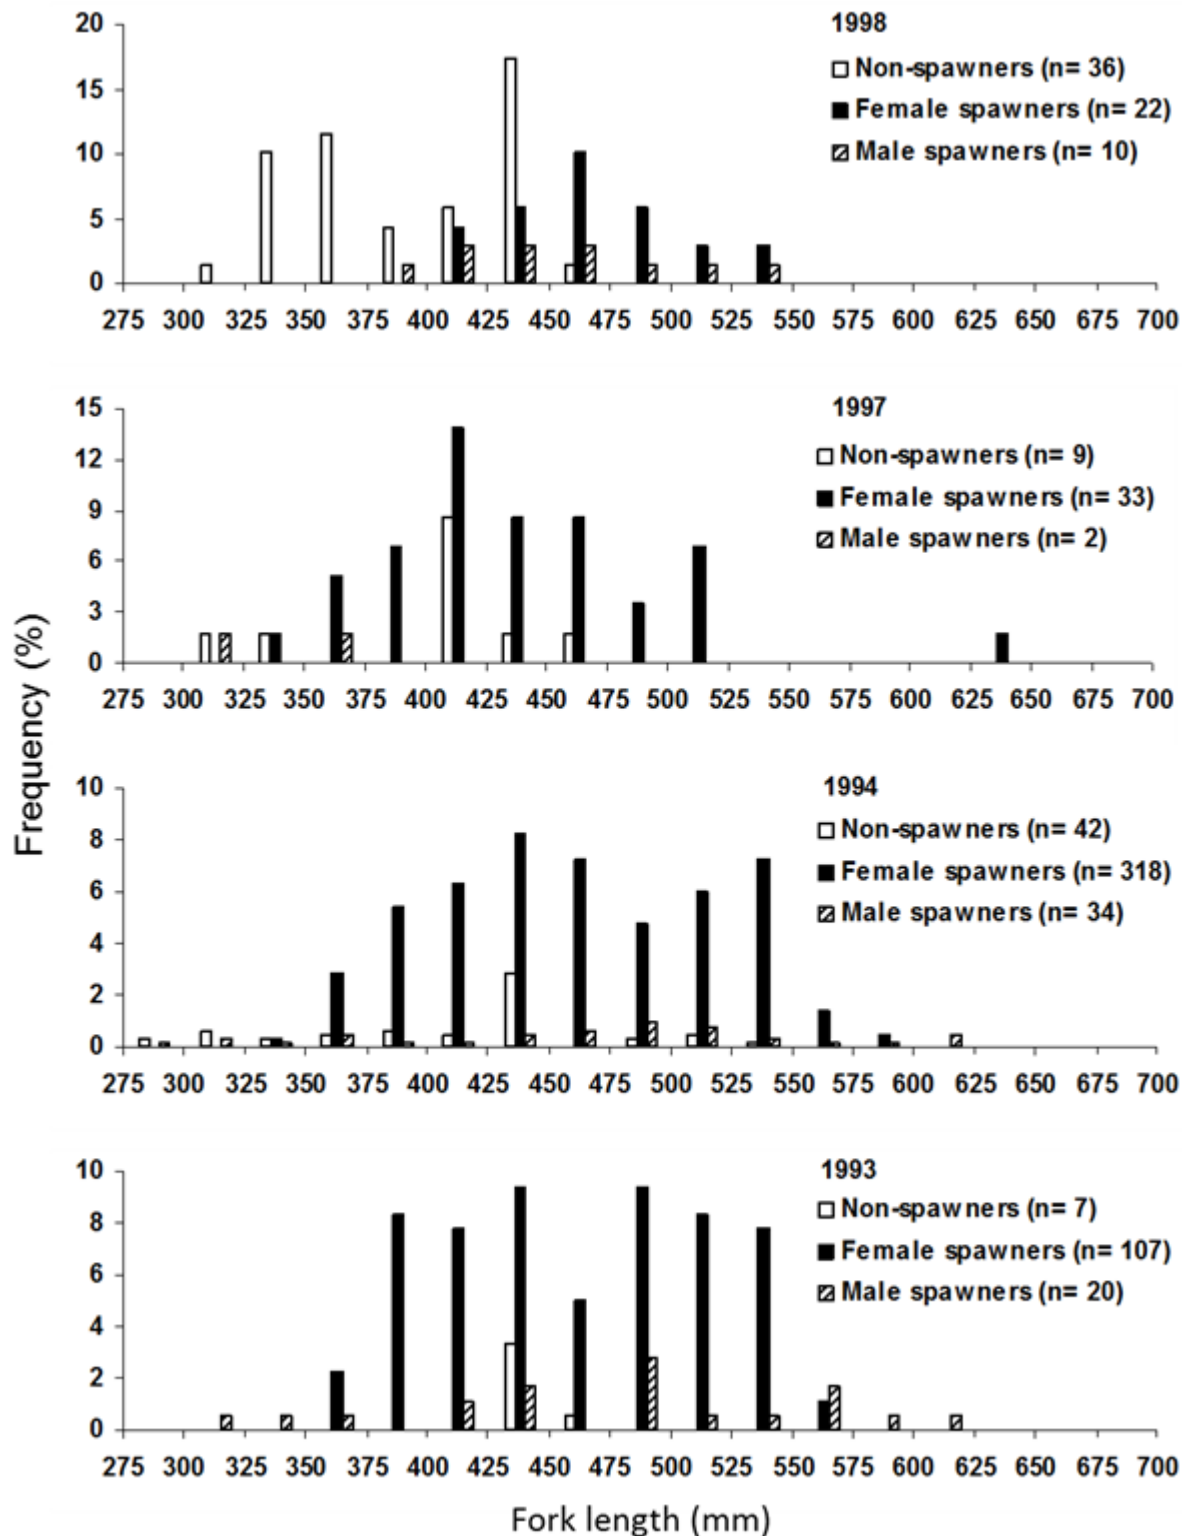 20
1998
Non-spawners (n= 36)
15
Female spawners (n= 22)
10
Male spawners (n= 10)
5
0
275 300 325 350 375 400 425 450 475 500 525 550 575 600 625 650 675 700
15
1997
12
Non-spawners (n= 9)
9
Female spawners (n= 33)
6
Male spawners (n= 2)
3
0
275 300 325 350 375 400 425 450 475 500 525 550 575 600 625 650 675 700
Frequency (%)
10
1994
8
Non-spawners (n= 42)
6
Female spawners (n= 318)
4
Male spawners (n= 34)
2
0
275 300 325 350 375 400 425 450 475 500 525 550 575 600 625 650 675 700
10
1993
8
Non-spawners (n= 7)
6
Female spawners (n= 107)
4
Male spawners (n= 20)
2
0
275 300 325 350 375 400 425 450 475 500 525 550 575 600 625 650 675 700
Fork length (mm)